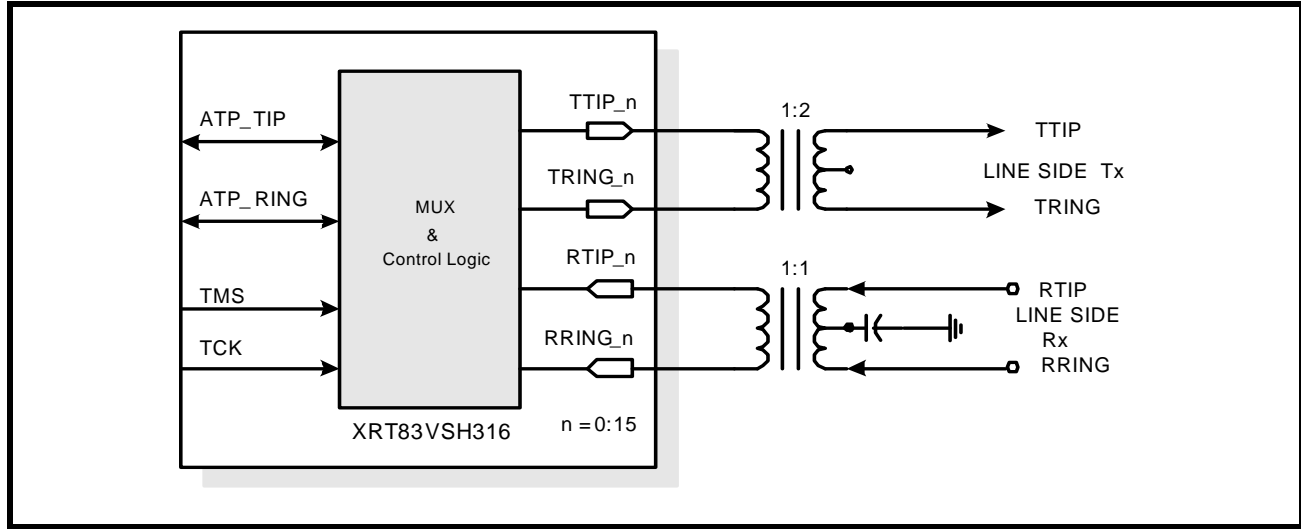 ATP_TIP
ATP_RING
TMS
TCK
MUX
&
Control Logic
XRT83VSH316
TTIP_n
TRING_n
RTIP_n
RRING_n
n = 0:15
1:2
TTIP
LINE SIDE Tx
TRING
1:1
RTIP
LINE SIDE
Rx
RRING